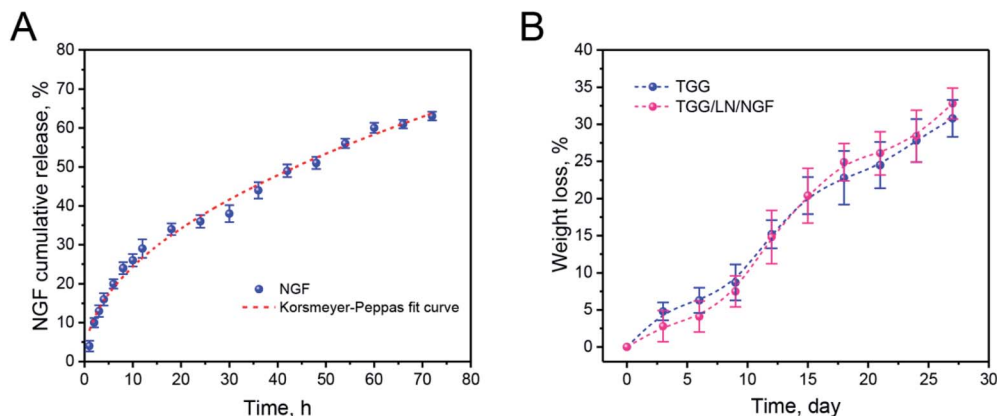 A
NGF cumulative release, %
80
70
60
50
40
30
20
10
0
NGF
Korsmeyer-Peppas fit curve
0 10 20 30 40 50 60 70 80
Time, h
B
Weight loss, %
40
35
30
25
20
15
10
5
0
TGG
TGG/LN/NGF
0 5 10 15 20 25 30
Time, day